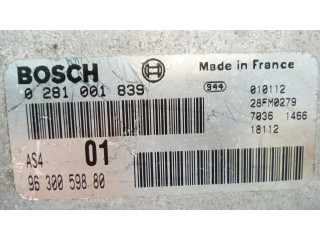 BOSCH
Made in France
0 281 001 839
944
010112
28FM0279
7036 1466
18112
AS4
01
96 300 598 80